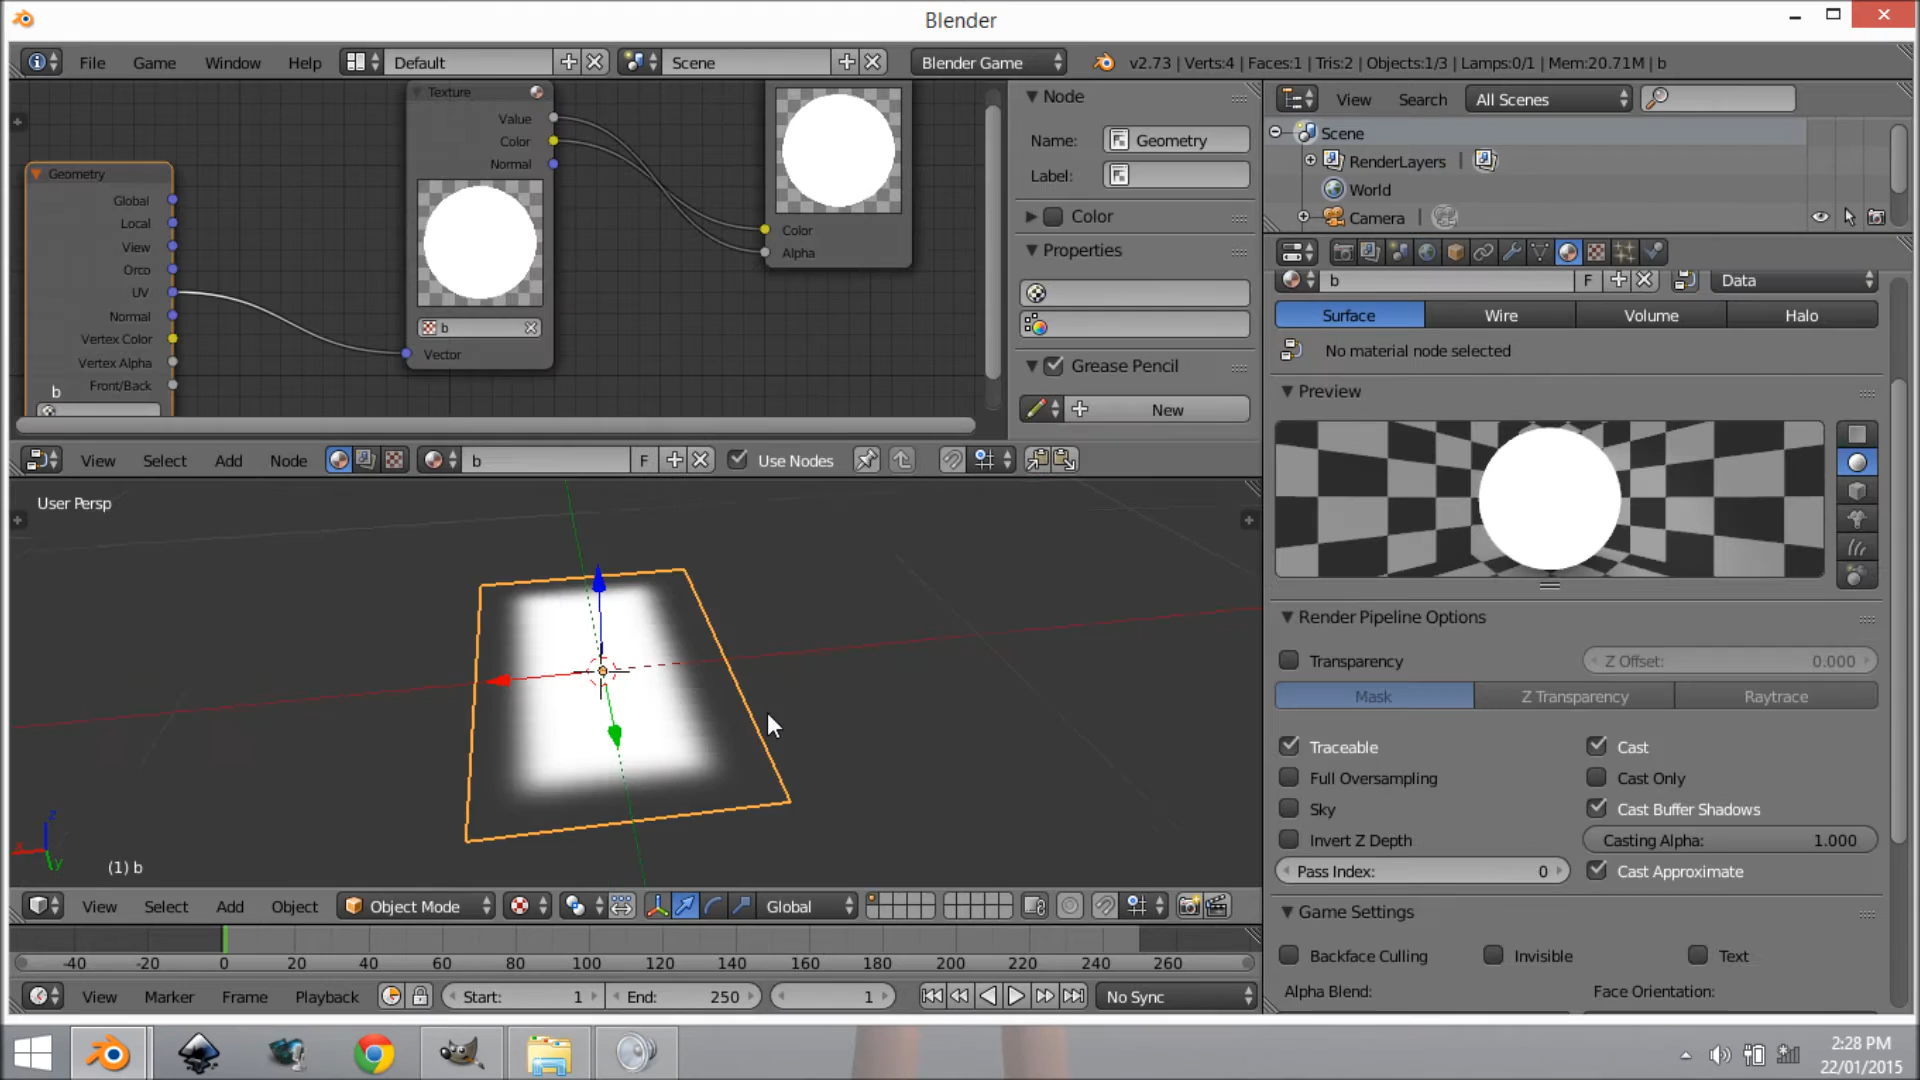 Blender
File Game Window Help Default Scene Blender Game v2.73 | Verts:4 | Faces:1 | Tris:2 | Objects:1/3 | Lamps:0/1 | Mem:20.71M | b
Texture
Value
Color
Normal
b
Vector
Geometry
Global
Local
View
Orco
UV
Normal
Vertex Color
Vertex Alpha
Front/Back
b
Color
Alpha
Node
Name: Geometry
Label:
Color
Properties
Grease Pencil
New
View Select Add Node b F Use Nodes
User Persp
(1) b
View Select Add Object Object Mode Global
-40 -20 0 20 40 60 80 100 120 140 160 180 200 220 240 260
View Marker Frame Playback Start: 1 End: 250 1 No Sync
View Search All Scenes
Scene
RenderLayers |
World
Camera |
b F Data
Surface Wire Volume Halo
No material node selected
Preview
Render Pipeline Options
Transparency Z Offset: 0.000
Mask Z Transparency Raytrace
Traceable Cast
Full Oversampling Cast Only
Sky Cast Buffer Shadows
Invert Z Depth Casting Alpha: 1.000
Pass Index: 0 Cast Approximate
Game Settings
Backface Culling Invisible Text
Alpha Blend: Face Orientation:
2:28 PM
22/01/2015